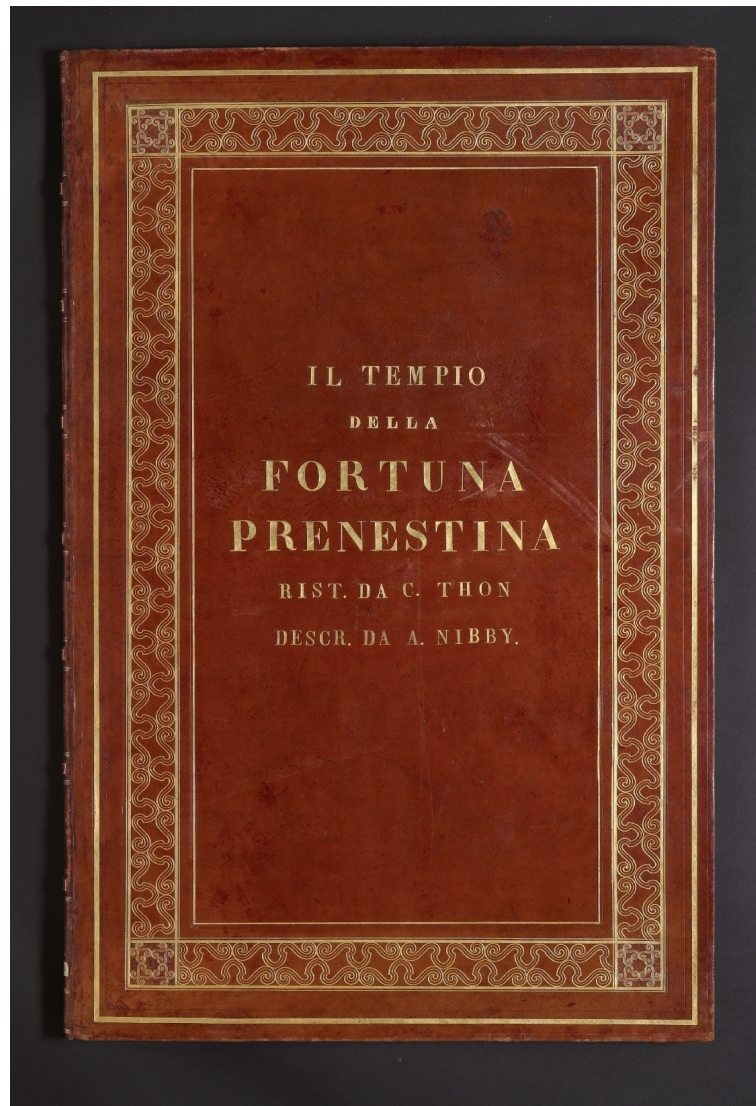 IL TEMPIO
DELLA
FORTUNA
PRENESTINA
RIST. DA C. THON
DESCR. DA A. NIBBY.